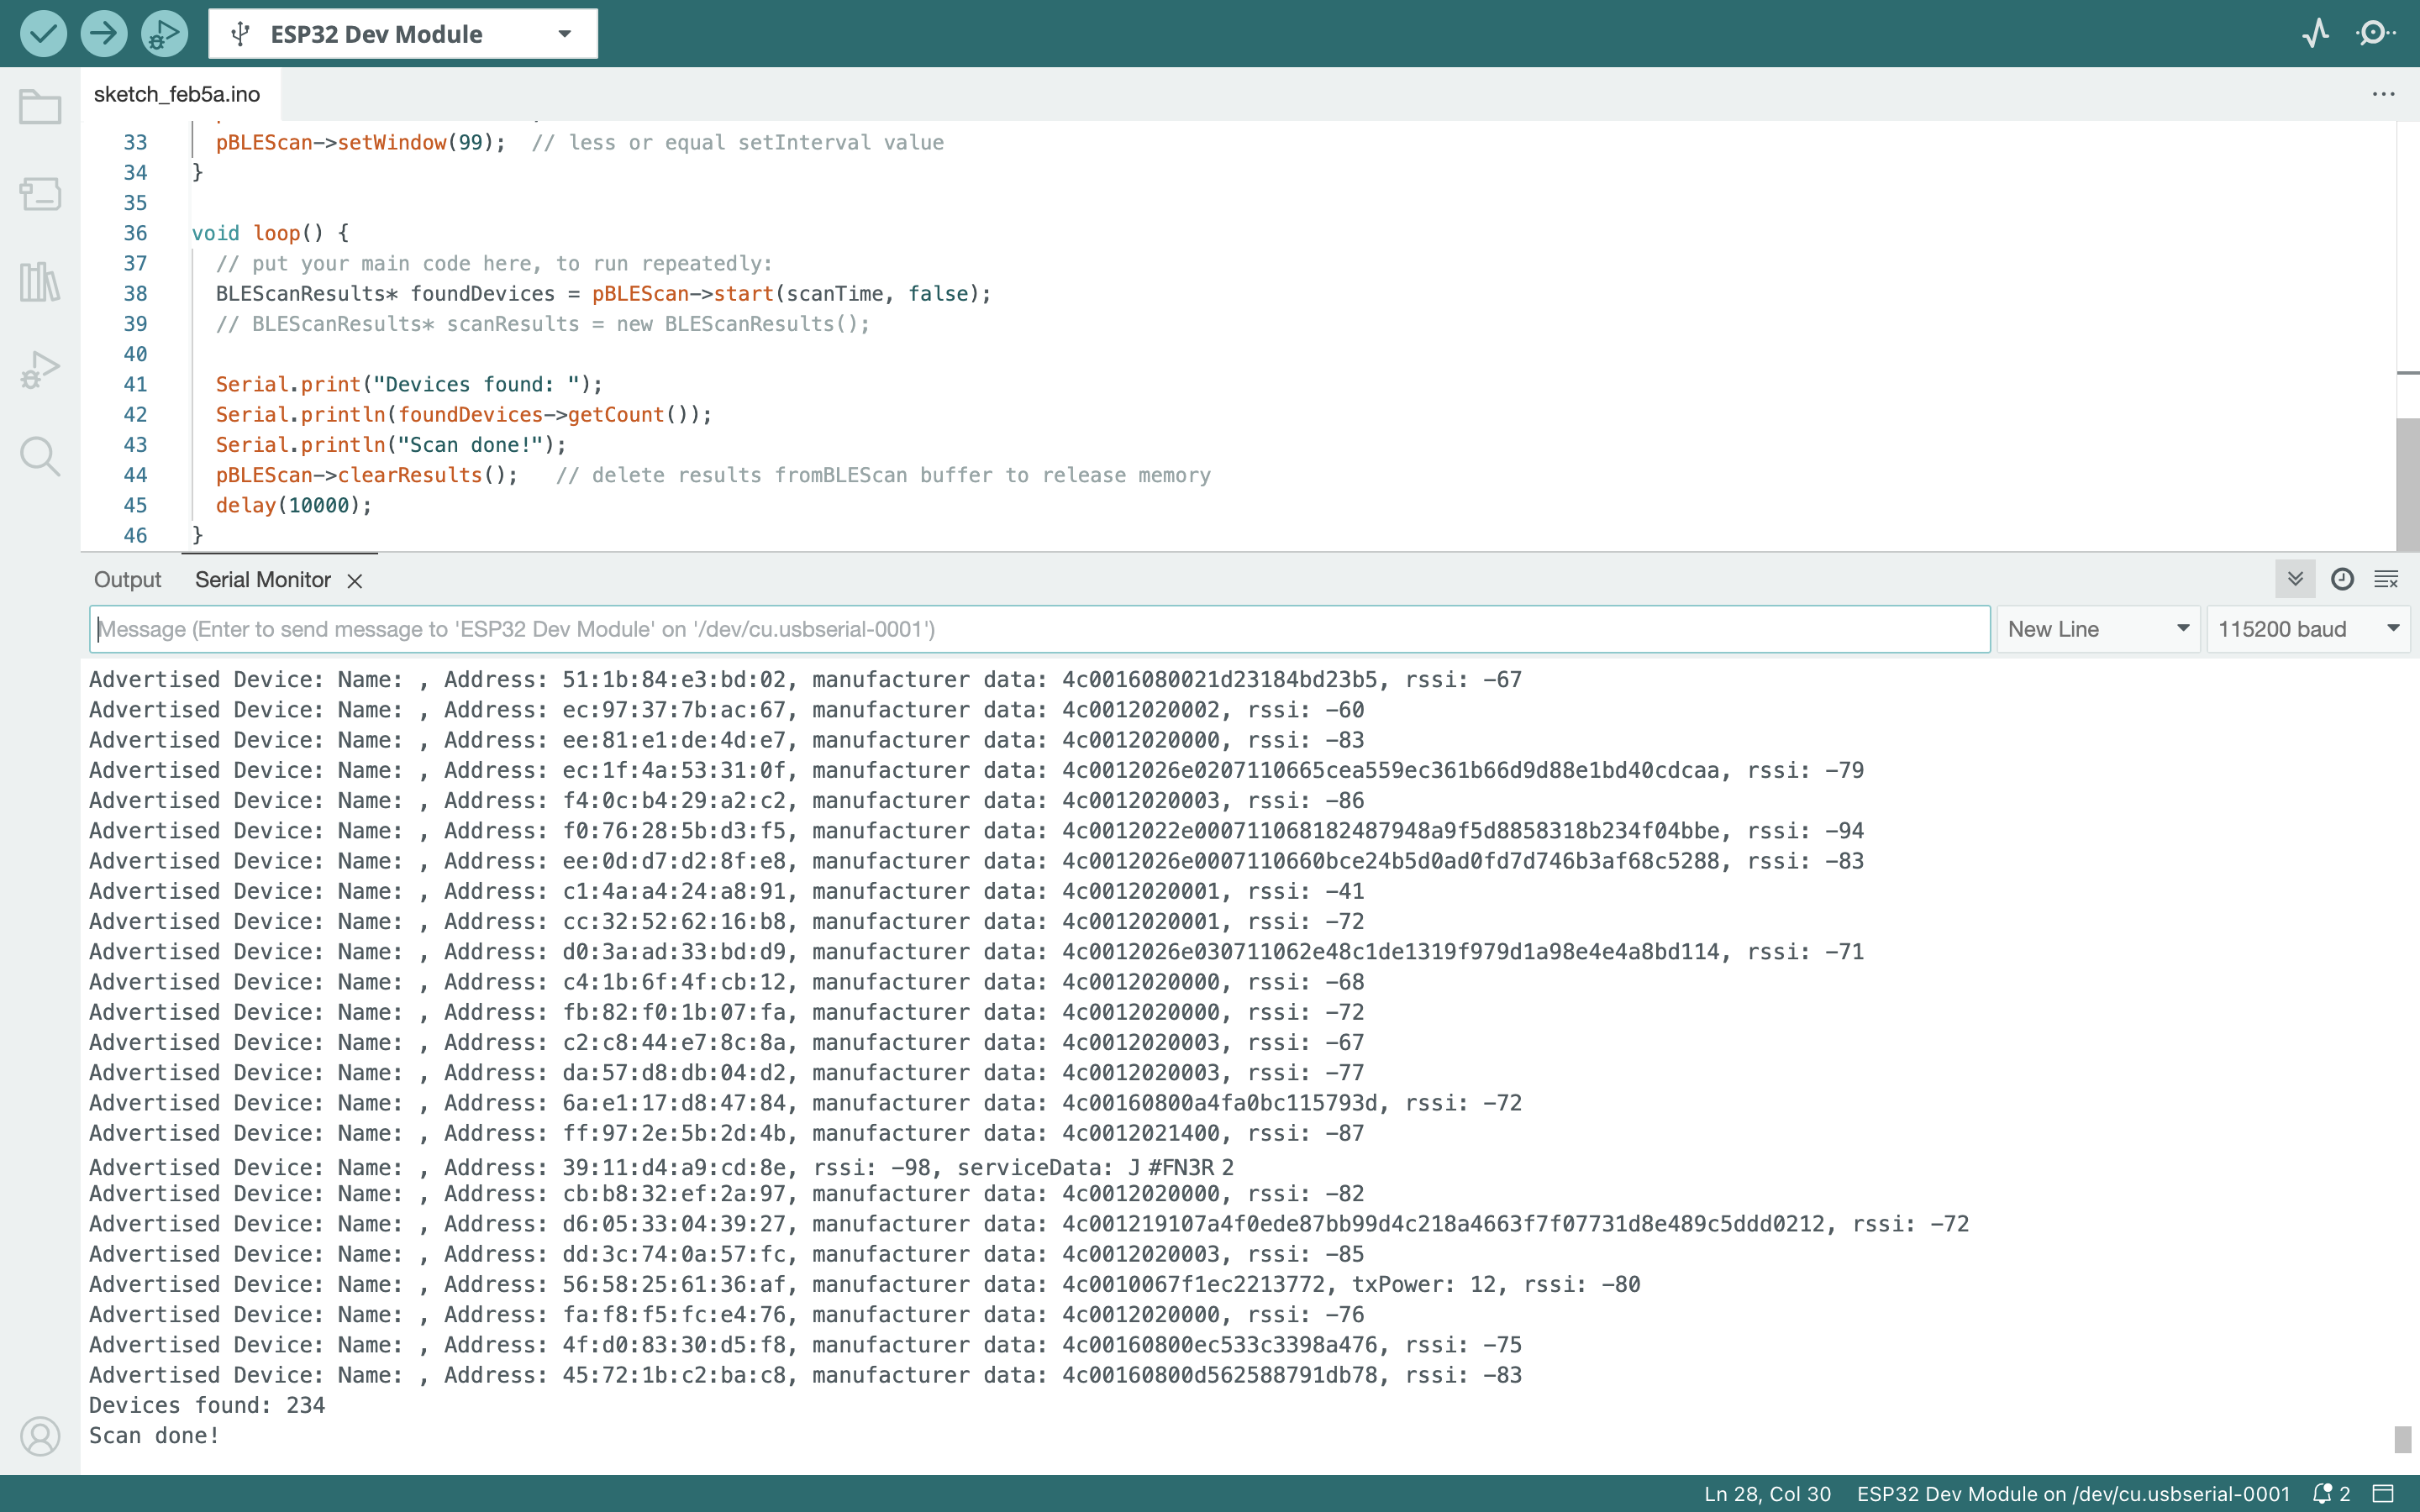 ESP32 Dev Module
sketch_feb5a.ino
33 pBLEScan->setWindow(99);  // less or equal setInterval value
34 }
35
36 void loop() {
37 // put your main code here, to run repeatedly:
38 BLEScanResults* foundDevices = pBLEScan->start(scanTime, false);
39 // BLEScanResults* scanResults = new BLEScanResults();
40
41 Serial.print("Devices found: ");
42 Serial.println(foundDevices->getCount());
43 Serial.println("Scan done!");
44 pBLEScan->clearResults();   // delete results fromBLEScan buffer to release memory
45 delay(10000);
46 }
Output Serial Monitor
Message (Enter to send message to 'ESP32 Dev Module' on '/dev/cu.usbserial-0001') New Line 115200 baud
Advertised Device: Name: , Address: 51:1b:84:e3:bd:02, manufacturer data: 4c0016080021d23184bd23b5, rssi: -67
Advertised Device: Name: , Address: ec:97:37:7b:ac:67, manufacturer data: 4c0012020002, rssi: -60
Advertised Device: Name: , Address: ee:81:e1:de:4d:e7, manufacturer data: 4c0012020000, rssi: -83
Advertised Device: Name: , Address: ec:1f:4a:53:31:0f, manufacturer data: 4c0012026e0207110665cea559ec361b66d9d88e1bd40cdcaa, rssi: -79
Advertised Device: Name: , Address: f4:0c:b4:29:a2:c2, manufacturer data: 4c0012020003, rssi: -86
Advertised Device: Name: , Address: f0:76:28:5b:d3:f5, manufacturer data: 4c0012022e000711068182487948a9f5d8858318b234f04bbe, rssi: -94
Advertised Device: Name: , Address: ee:0d:d7:d2:8f:e8, manufacturer data: 4c0012026e0007110660bce24b5d0ad0fd7d746b3af68c5288, rssi: -83
Advertised Device: Name: , Address: c1:4a:a4:24:a8:91, manufacturer data: 4c0012020001, rssi: -41
Advertised Device: Name: , Address: cc:32:52:62:16:b8, manufacturer data: 4c0012020001, rssi: -72
Advertised Device: Name: , Address: d0:3a:ad:33:bd:d9, manufacturer data: 4c0012026e030711062e48c1de1319f979d1a98e4e4a8bd114, rssi: -71
Advertised Device: Name: , Address: c4:1b:6f:4f:cb:12, manufacturer data: 4c0012020000, rssi: -68
Advertised Device: Name: , Address: fb:82:f0:1b:07:fa, manufacturer data: 4c0012020000, rssi: -72
Advertised Device: Name: , Address: c2:c8:44:e7:8c:8a, manufacturer data: 4c0012020003, rssi: -67
Advertised Device: Name: , Address: da:57:d8:db:04:d2, manufacturer data: 4c0012020003, rssi: -77
Advertised Device: Name: , Address: 6a:e1:17:d8:47:84, manufacturer data: 4c00160800a4fa0bc115793d, rssi: -72
Advertised Device: Name: , Address: ff:97:2e:5b:2d:4b, manufacturer data: 4c0012021400, rssi: -87
Advertised Device: Name: , Address: 39:11:d4:a9:cd:8e, rssi: -98, serviceData: J #FN3R 2
Advertised Device: Name: , Address: cb:b8:32:ef:2a:97, manufacturer data: 4c0012020000, rssi: -82
Advertised Device: Name: , Address: d6:05:33:04:39:27, manufacturer data: 4c001219107a4f0ede87bb99d4c218a4663f7f07731d8e489c5ddd0212, rssi: -72
Advertised Device: Name: , Address: dd:3c:74:0a:57:fc, manufacturer data: 4c0012020003, rssi: -85
Advertised Device: Name: , Address: 56:58:25:61:36:af, manufacturer data: 4c0010067f1ec2213772, txPower: 12, rssi: -80
Advertised Device: Name: , Address: fa:f8:f5:fc:e4:76, manufacturer data: 4c0012020000, rssi: -76
Advertised Device: Name: , Address: 4f:d0:83:30:d5:f8, manufacturer data: 4c00160800ec533c3398a476, rssi: -75
Advertised Device: Name: , Address: 45:72:1b:c2:ba:c8, manufacturer data: 4c00160800d562588791db78, rssi: -83
Devices found: 234
Scan done!
Ln 28, Col 30 ESP32 Dev Module on /dev/cu.usbserial-0001 2